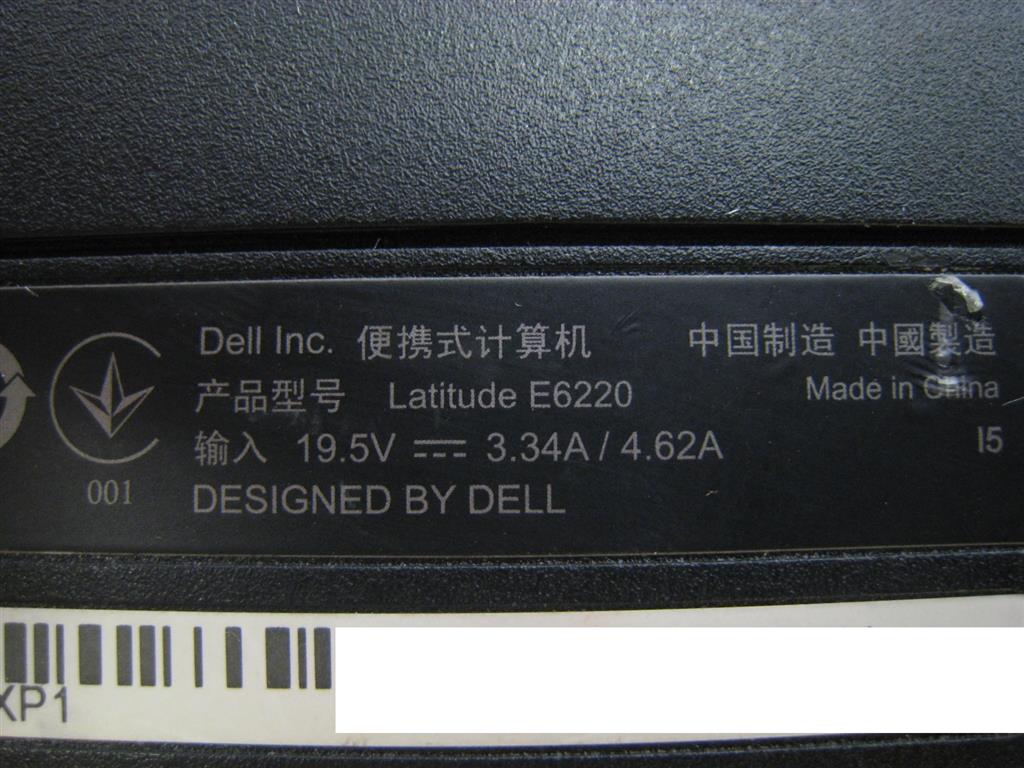 Dell Inc. 便携式计算机 中国制造 中國製造
产品型号 Latitude E6220 Made in China
输入 19.5V ⎓ 3.34A / 4.62A I5
001 DESIGNED BY DELL
XP1